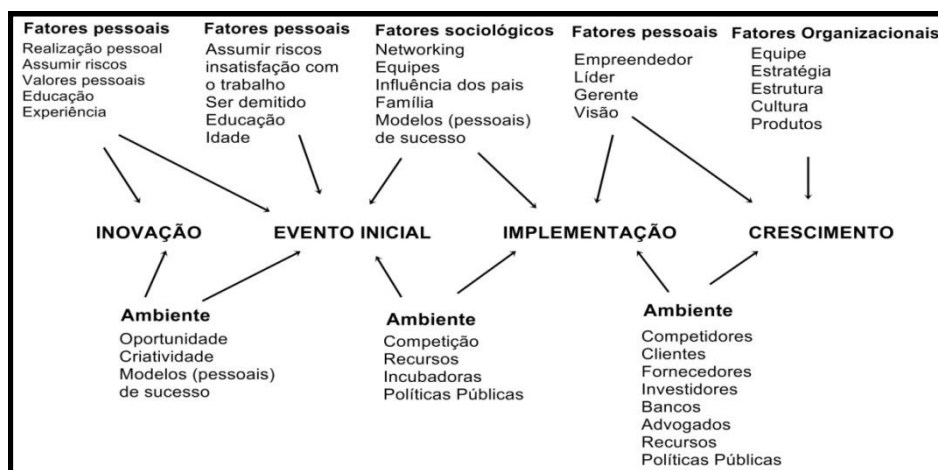 Fatores pessoais
Realização pessoal
Assumir riscos
Valores pessoais
Educação
Experiência
Fatores pessoais
Assumir riscos
insatisfação com
o trabalho
Ser demitido
Educação
Idade
Fatores sociológicos
Networking
Equipes
Influência dos pais
Família
Modelos (pessoais)
de sucesso
Fatores pessoais
Empreendedor
Líder
Gerente
Visão
Fatores Organizacionais
Equipe
Estratégia
Estrutura
Cultura
Produtos
INOVAÇÃO
EVENTO INICIAL
IMPLEMENTAÇÃO
CRESCIMENTO
Ambiente
Oportunidade
Criatividade
Modelos (pessoais)
de sucesso
Ambiente
Competição
Recursos
Incubadoras
Políticas Públicas
Ambiente
Competidores
Clientes
Fornecedores
Investidores
Bancos
Advogados
Recursos
Políticas Públicas